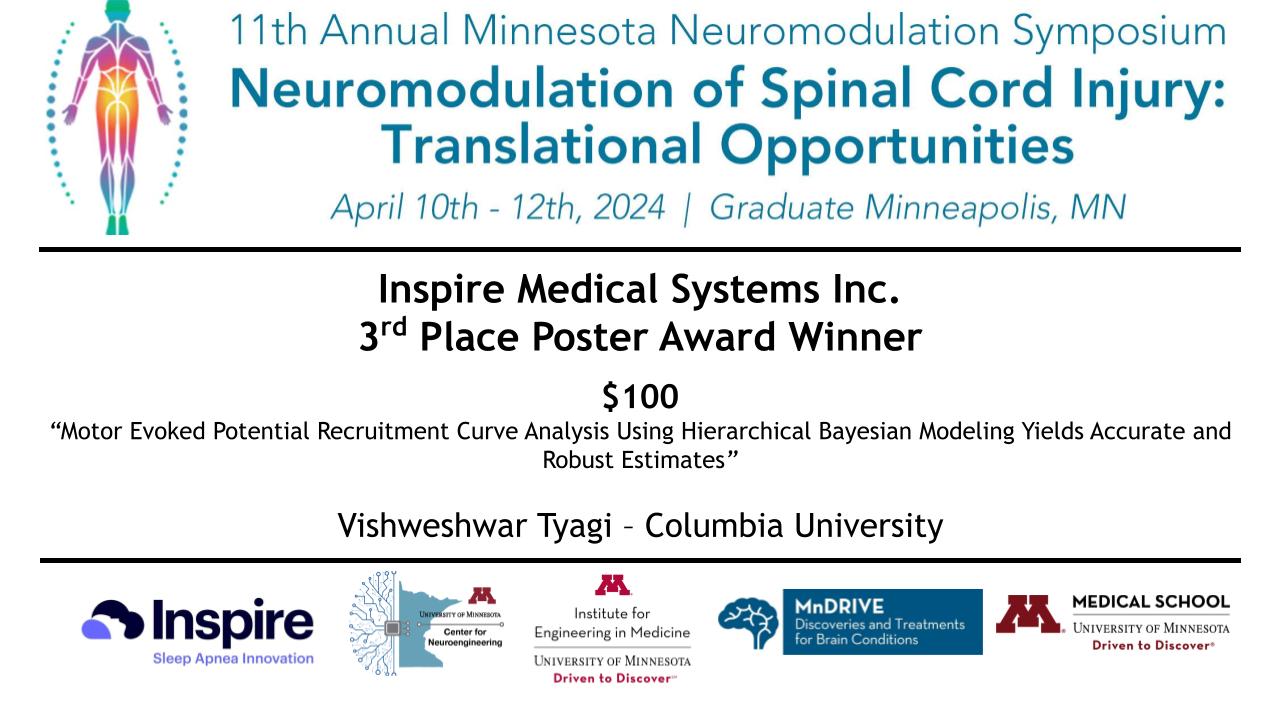 11th Annual Minnesota Neuromodulation Symposium
Neuromodulation of Spinal Cord Injury:
Translational Opportunities
April 10th - 12th, 2024 | Graduate Minneapolis, MN
Inspire Medical Systems Inc.
3rd Place Poster Award Winner
$100
“Motor Evoked Potential Recruitment Curve Analysis Using Hierarchical Bayesian Modeling Yields Accurate and
Robust Estimates”
Vishweshwar Tyagi – Columbia University
Inspire
Sleep Apnea Innovation
M
UNIVERSITY OF MINNESOTA
Center for
Neuroengineering
M
Institute for
Engineering in Medicine
UNIVERSITY OF MINNESOTA
Driven to Discover℠
MnDRIVE
Discoveries and Treatments
for Brain Conditions
M®
MEDICAL SCHOOL
UNIVERSITY OF MINNESOTA
Driven to Discover®